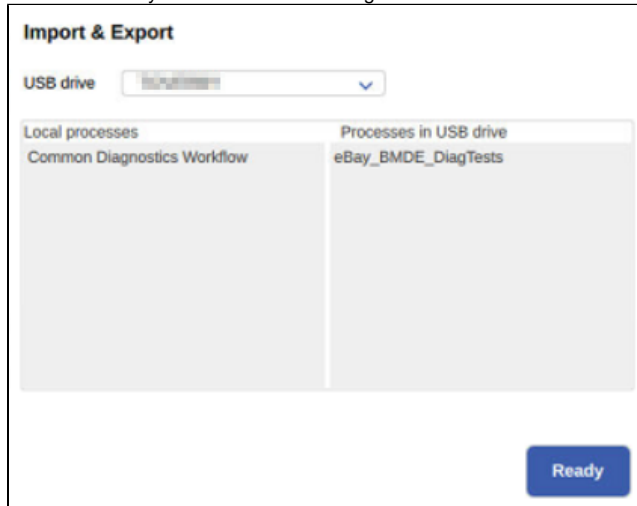 Import & Export
USB drive
Local processes Processes in USB drive
Common Diagnostics Workflow eBay_BMDE_DiagTests
Ready